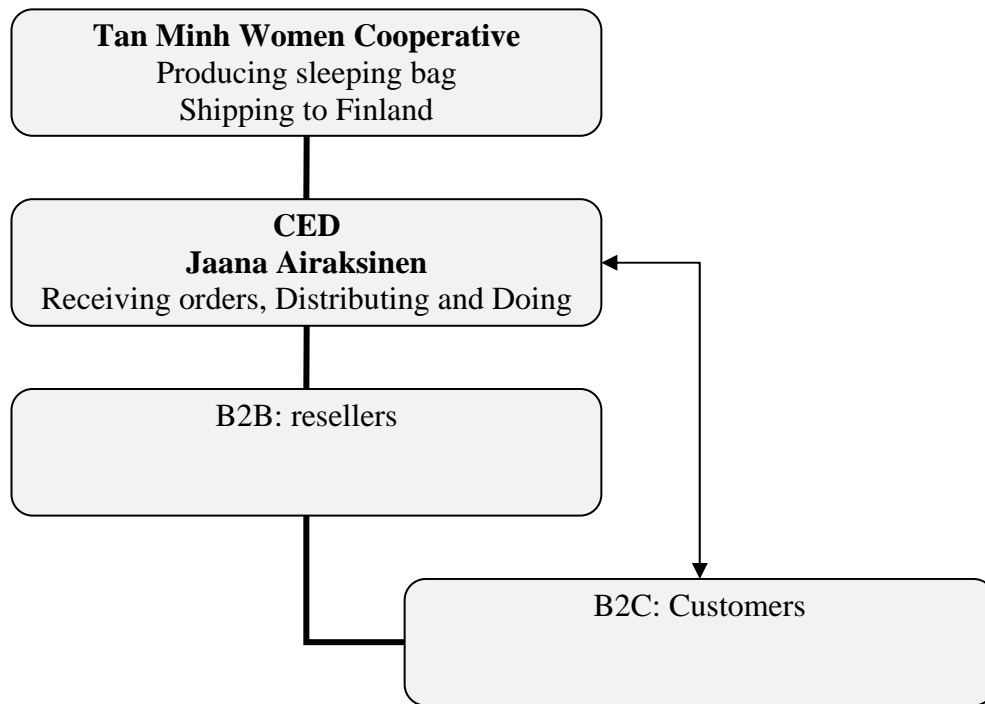 Tan Minh Women Cooperative
Producing sleeping bag
Shipping to Finland
CED
Jaana Airaksinen
Receiving orders, Distributing and Doing
B2B: resellers
B2C: Customers